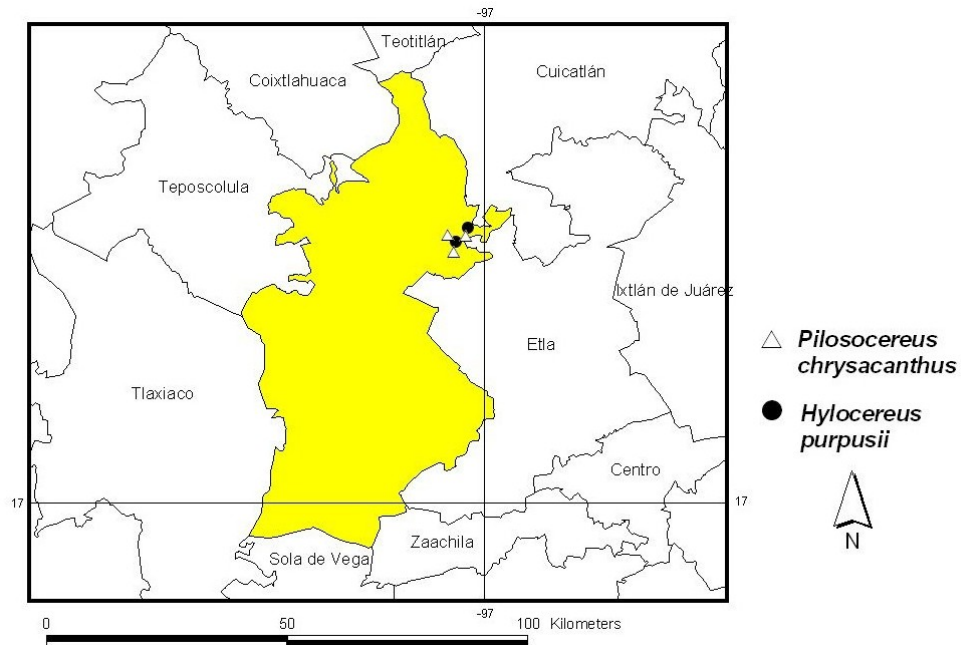 -97
Teotitlán
Coixtlahuaca
Cuicatlán
Teposcolula
Ixtlán de Juárez
Etla
Pilosocereus
chrysacanthus
Tlaxiaco
Hylocereus
purpusii
Centro
17
17
Zaachila
N
Sola de Vega
-97
0 50 100 Kilometers